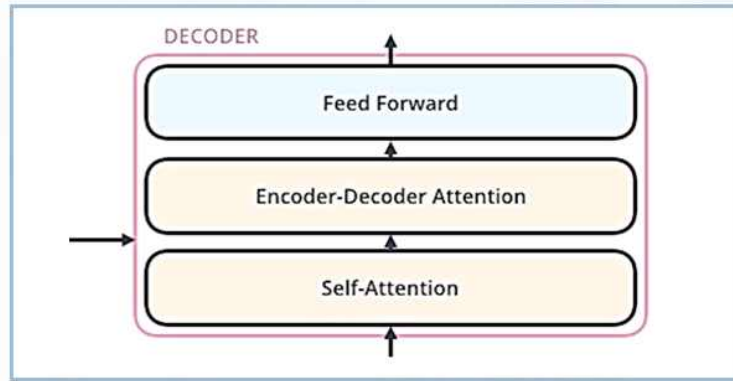 DECODER
Feed Forward
Encoder-Decoder Attention
Self-Attention